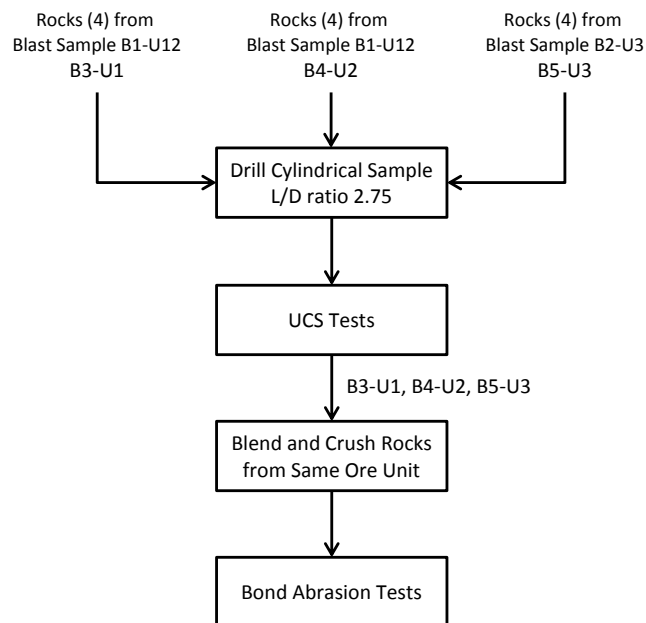 Rocks (4) from
Blast Sample B1-U12
B3-U1
Rocks (4) from
Blast Sample B1-U12
B4-U2
Rocks (4) from
Blast Sample B2-U3
B5-U3
Drill Cylindrical Sample
L/D ratio 2.75
UCS Tests
B3-U1, B4-U2, B5-U3
Blend and Crush Rocks
from Same Ore Unit
Bond Abrasion Tests